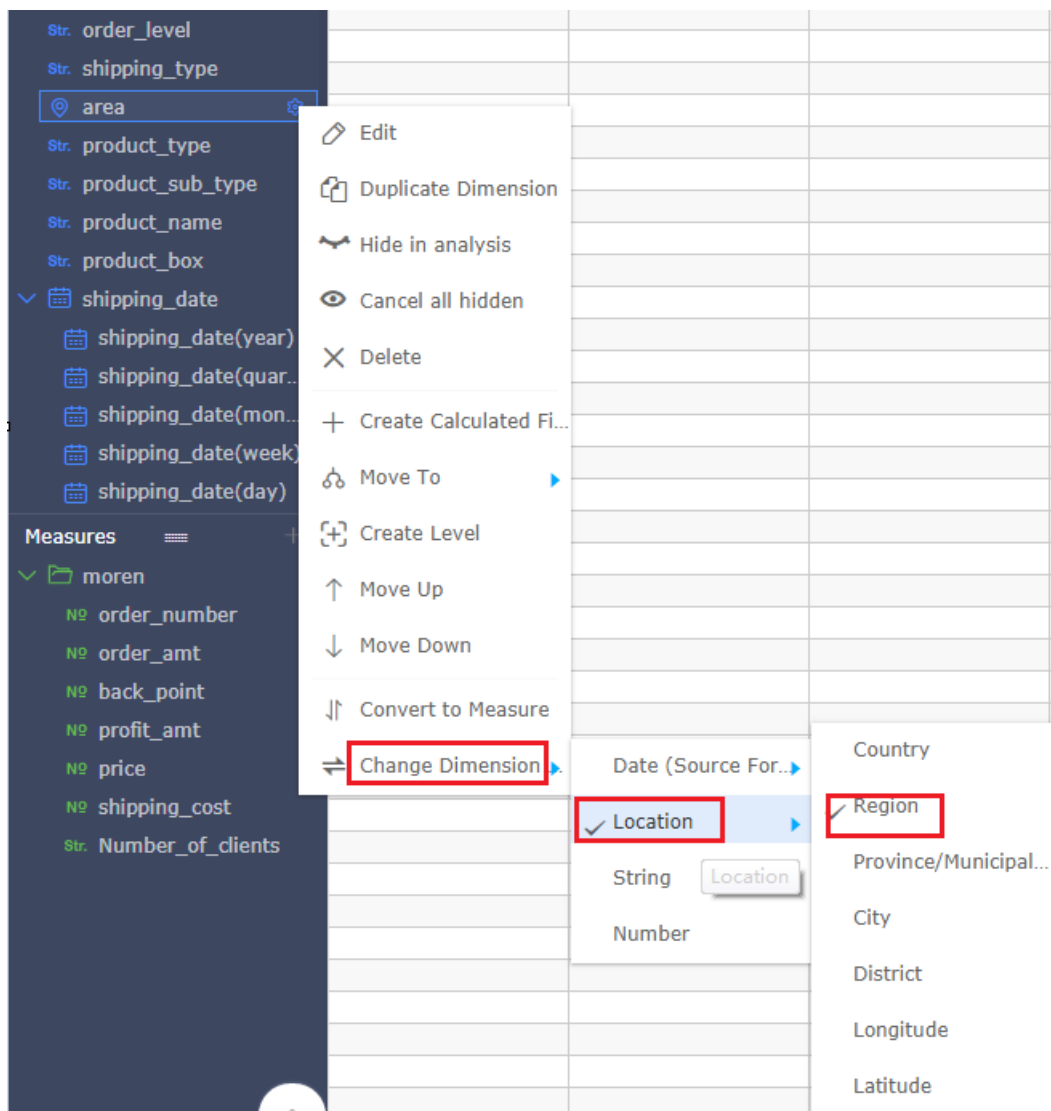 Str. order_level
Str. shipping_type
area
Str. product_type
Str. product_sub_type
Str. product_name
Str. product_box
shipping_date
shipping_date(year)
shipping_date(quar...
shipping_date(mon...
shipping_date(week)
shipping_date(day)
Measures
moren
Nº order_number
Nº order_amt
Nº back_point
Nº profit_amt
Nº price
Nº shipping_cost
Str. Number_of_clients
Edit
Duplicate Dimension
Hide in analysis
Cancel all hidden
Delete
Create Calculated Fi...
Move To
Create Level
Move Up
Move Down
Convert to Measure
Change Dimension
Date (Source For...
Location
String
Location
Number
Country
Region
Province/Municipal...
City
District
Longitude
Latitude